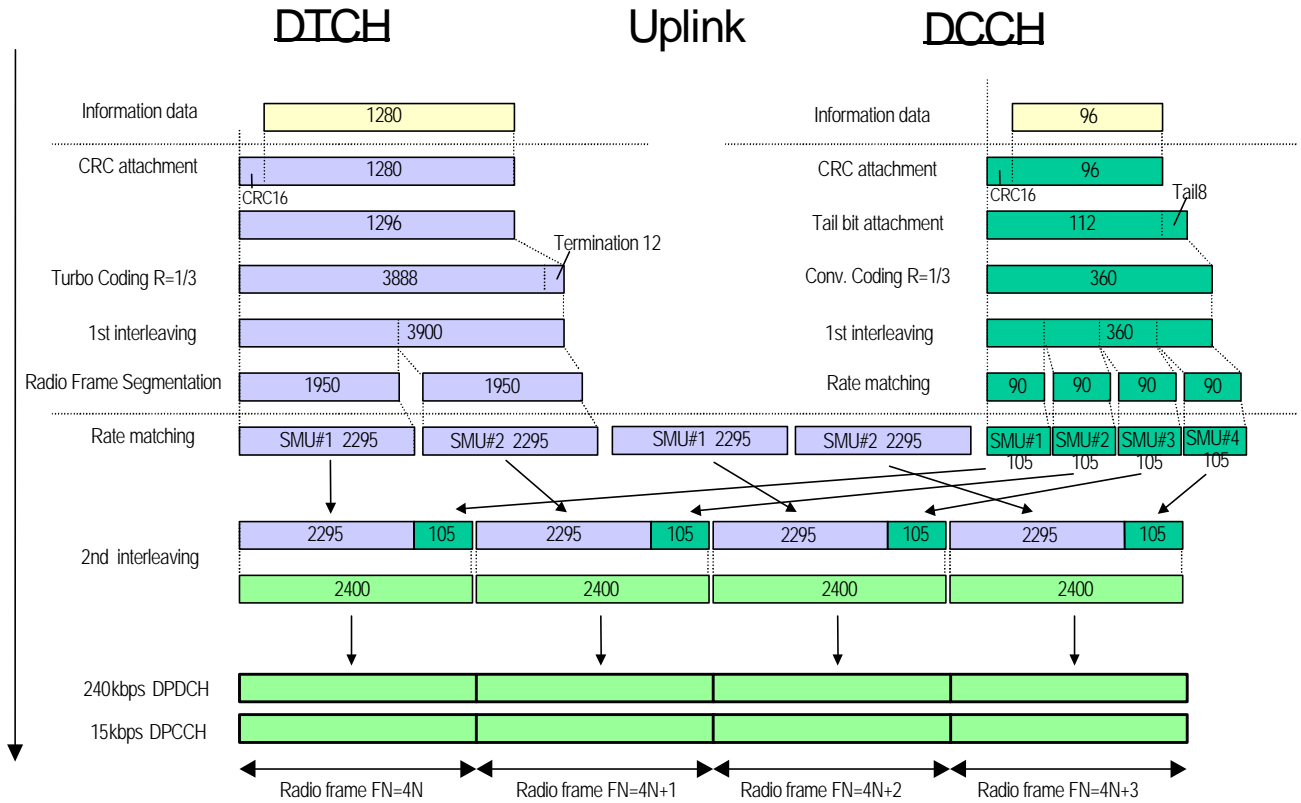 DTCH Uplink DCCH
Information data 1280 Information data 96
CRC attachment 1280 CRC attachment 96
CRC16 CRC16 Tail8
1296 Tail bit attachment 112
Termination 12
Turbo Coding R=1/3 3888 Conv. Coding R=1/3 360
1st interleaving 3900 1st interleaving 360
Radio Frame Segmentation 1950 1950 Rate matching 90 90 90 90
Rate matching SMU#1 2295 SMU#2 2295 SMU#1 2295 SMU#2 2295 SMU#1 SMU#2 SMU#3 SMU#4
105 105 105 105
2295 105 2295 105 2295 105 2295 105
2nd interleaving
2400 2400 2400 2400
240kbps DPDCH
15kbps DPCCH
Radio frame FN=4N Radio frame FN=4N+1 Radio frame FN=4N+2 Radio frame FN=4N+3